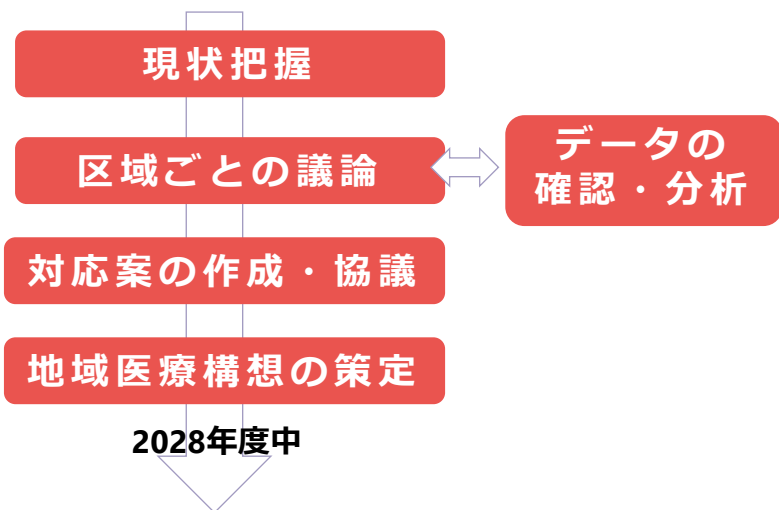 現状把握
区域ごとの議論
データの
確認・分析
対応案の作成・協議
地域医療構想の策定
2028年度中